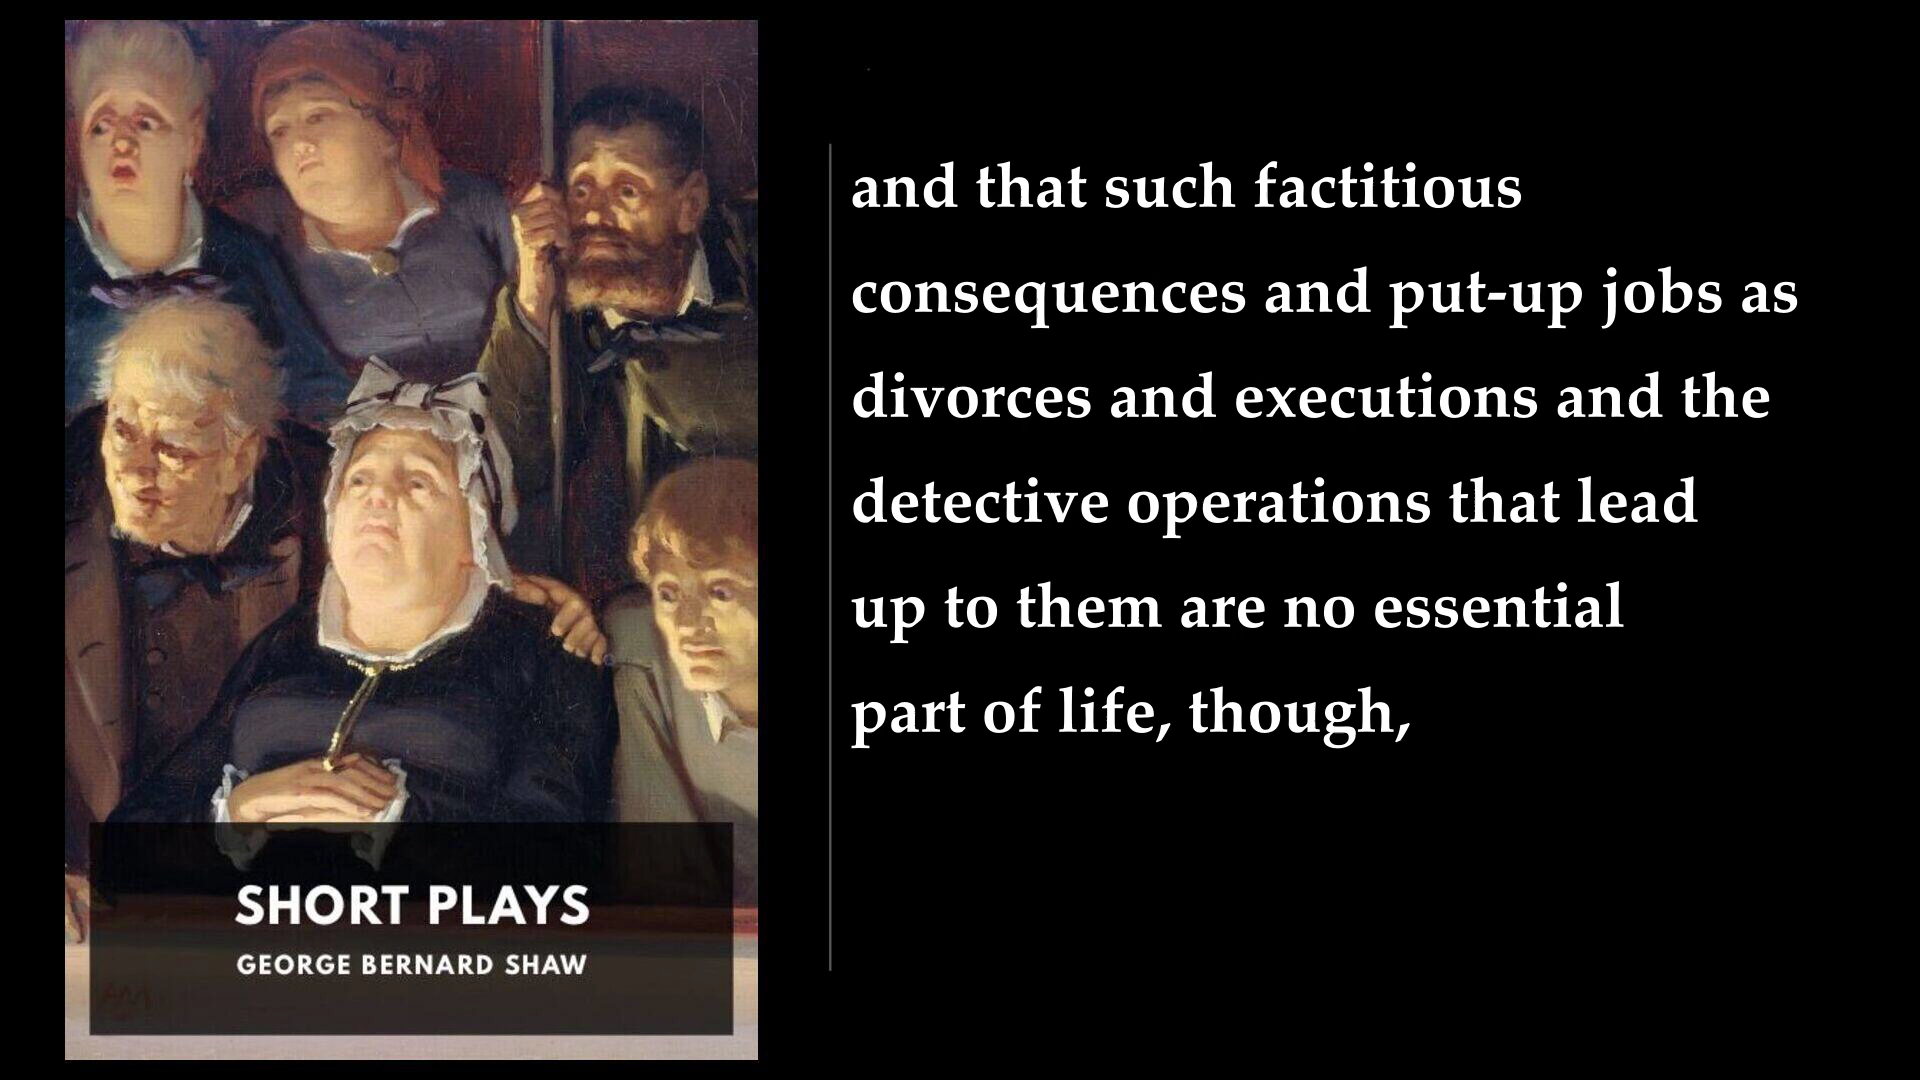 and that such factitious
consequences and put-up jobs as
divorces and executions and the
detective operations that lead
up to them are no essential
part of life, though,
SHORT PLAYS
GEORGE BERNARD SHAW